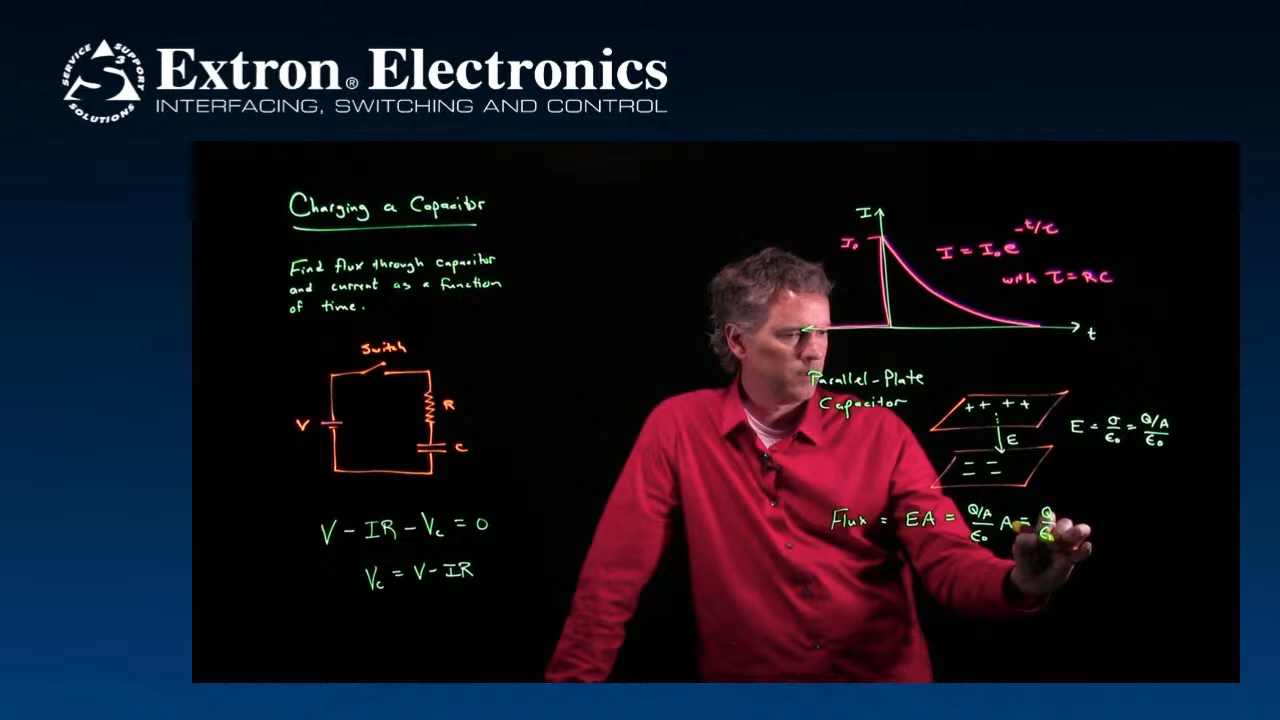 SERVICE SUPPORT SOLUTIONS
Extron® Electronics
INTERFACING, SWITCHING AND CONTROL
Charging a Capacitor
Find flux through capacitor
and current as a function
of time.
Switch
V
R
C
V - IR - Vc = 0
Vc = V - IR
I
I₀
I = I₀ e^-t/τ
with τ = RC
t
Parallel-Plate
Capacitor
++ ++
E
E = σ/ϵ₀ = Q/A/ϵ₀
Flux = EA = Q/A/ϵ₀ A = Q/ϵ₀